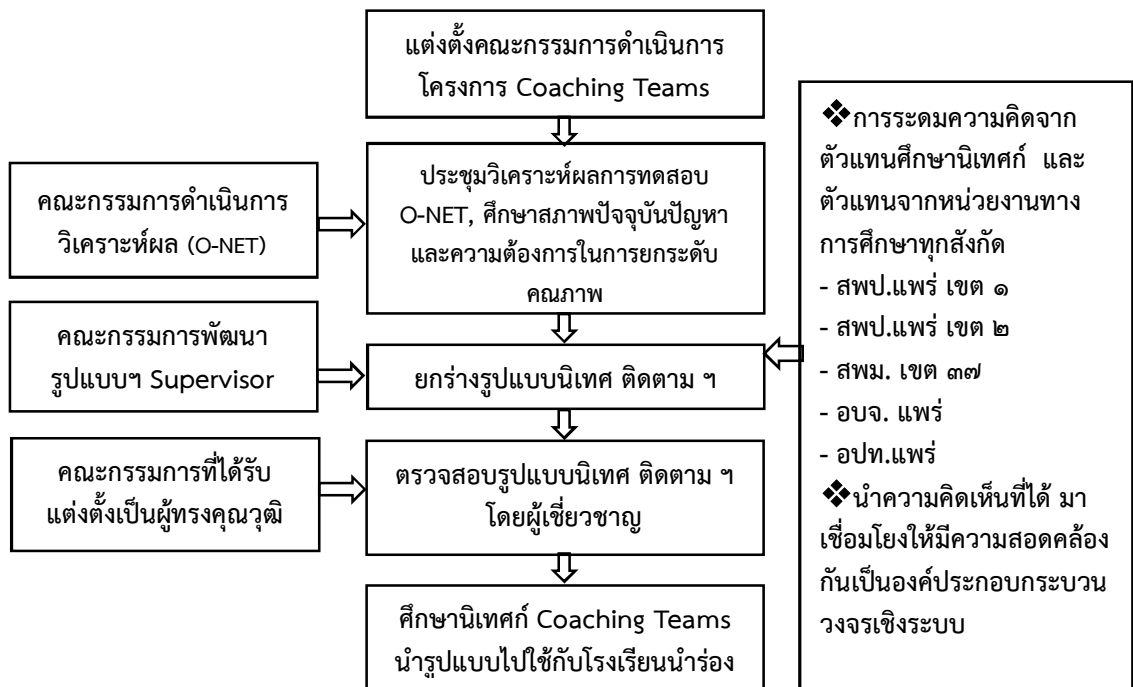 แต่งตั้งคณะกรรมการดำเนินการ
โครงการ Coaching Teams
คณะกรรมการดำเนินการ
วิเคราะห์ผล (O-NET)
ประชุมวิเคราะห์ผลการทดสอบ
O-NET, ศึกษาสภาพปัจจุบันปัญหา
และความต้องการในการยกระดับ
คุณภาพ
คณะกรรมการพัฒนา
รูปแบบฯ Supervisor
ยกร่างรูปแบบนิเทศ ติดตาม ฯ
คณะกรรมการที่ได้รับ
แต่งตั้งเป็นผู้ทรงคุณวุฒิ
ตรวจสอบรูปแบบนิเทศ ติดตาม ฯ
โดยผู้เชี่ยวชาญ
ศึกษานิเทศก์ Coaching Teams
นำรูปแบบไปใช้กับโรงเรียนนำร่อง
❖การระดมความคิดจาก
ตัวแทนศึกษานิเทศก์ และ
ตัวแทนจากหน่วยงานทาง
การศึกษาทุกสังกัด
- สพป.แพร่ เขต ๑
- สพป.แพร่ เขต ๒
- สพม. เขต ๓๗
- อบจ. แพร่
- อปท.แพร่
❖นำความคิดเห็นที่ได้ มา
เชื่อมโยงให้มีความสอดคล้อง
กันเป็นองค์ประกอบกระบวน
วงจรเชิงระบบ